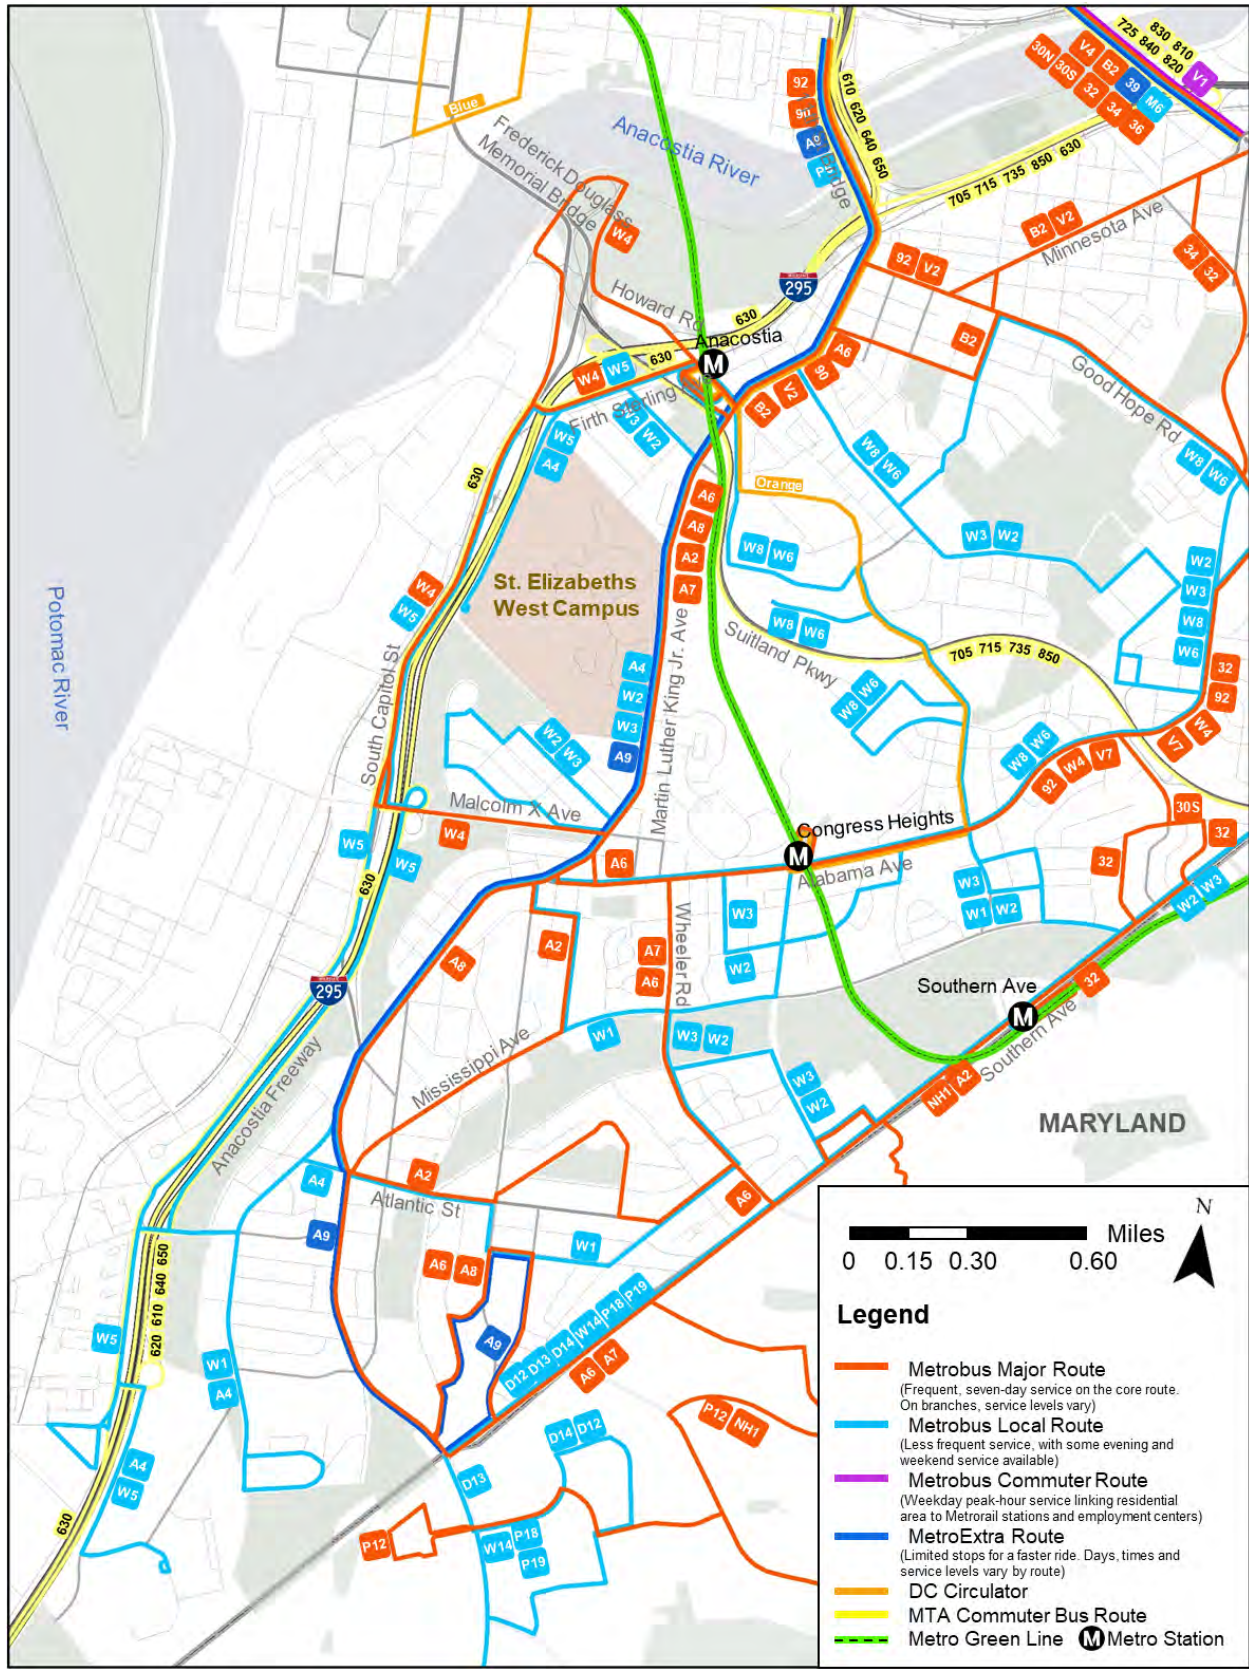 830 810
725 840 820
V1
30N
30S
V4
B2
39
M6
32
34
36
92
90
A9
Bridge
610 620 640 650
Blue
Frederick Douglass
Memorial Bridge
Anacostia River
705 715 735 850 630
B2
V2
Minnesota Ave
34
32
W4
92
V2
Howard Rd
295
630
Anacostia
M
630
A6
B2
Good Hope Rd
W4
W5
Firth Sterling Ave
90
V2
B2
W3
W2
W5
A4
W8
W6
W8
W6
630
Orange
A6
A8
A2
A7
W3
W2
W8
W6
W2
W3
W8
W6
St. Elizabeths
West Campus
W4
W5
Potomac River
South Capitol St
Martin Luther King Jr. Ave
Suitland Pkwy
W8
W6
705 715 735 850
A4
W2
W3
A9
W8
W6
32
92
W4
V7
W2
W3
W8
W6
92
W4
V7
Malcolm X Ave
W4
Congress Heights
M
Alabama Ave
30S
32
32
W5
W5
630
A6
W3
W3
W1
W2
W2
W3
A8
A2
A7
A6
Wheeler Rd
W2
Southern Ave
M
32
Southern Ave
295
Anacostia Freeway
Mississippi Ave
W1
W3
W2
W3
W2
NH1
A2
MARYLAND
A4
A2
Atlantic St
A6
A9
A6
A8
W1
620 610 640 650
W5
W1
A4
A9
D12
D13
D14
W14
P18
P19
A6
A7
P12
NH1
D14
D12
A4
W5
D13
630
P12
W14
P18
P19
N
Miles
0 0.15 0.30 0.60
Legend
Metrobus Major Route
(Frequent, seven-day service on the core route.
On branches, service levels vary)
Metrobus Local Route
(Less frequent service, with some evening and
weekend service available)
Metrobus Commuter Route
(Weekday peak-hour service linking residential
area to Metrorail stations and employment centers)
MetroExtra Route
(Limited stops for a faster ride. Days, times and
service levels vary by route)
DC Circulator
MTA Commuter Bus Route
Metro Green Line M Metro Station